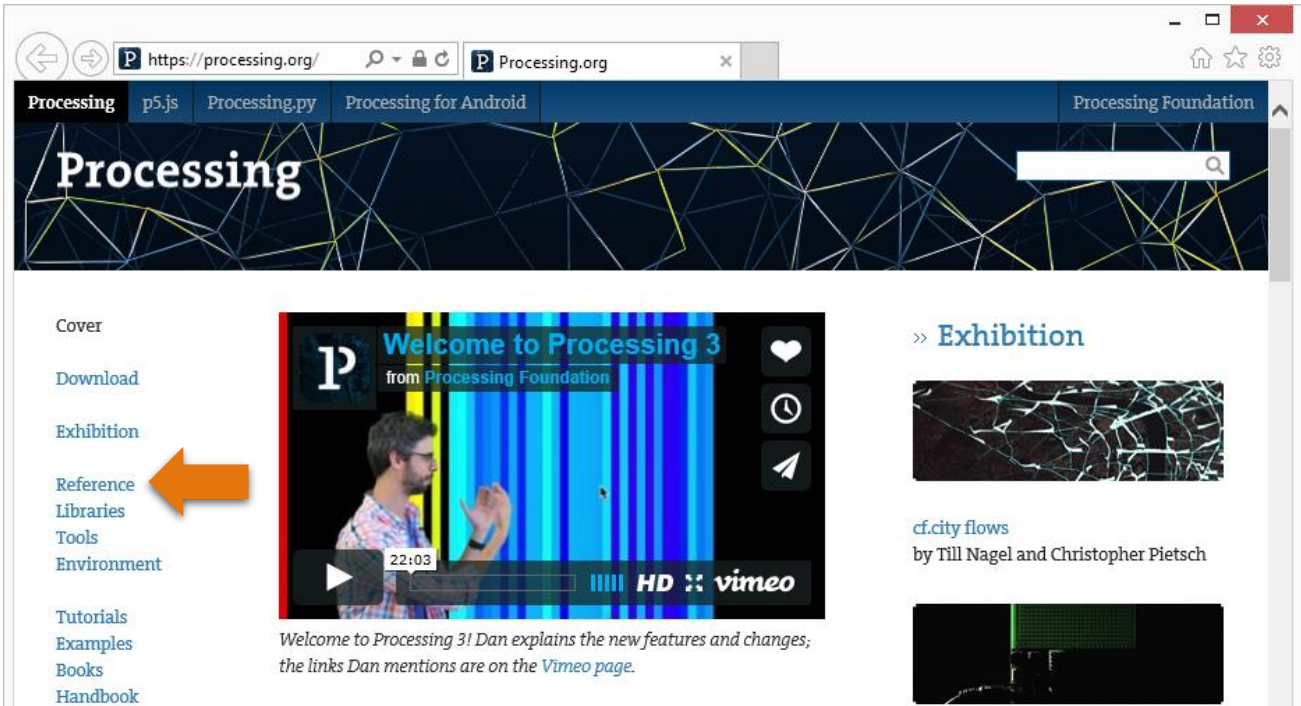 https://processing.org/
Processing.org
Processing p5.js Processing.py Processing for Android Processing Foundation
Processing
Cover
Download
Exhibition
Reference
Libraries
Tools
Environment
Tutorials
Examples
Books
Handbook
Welcome to Processing 3
from Processing Foundation
22:03
HD vimeo
Welcome to Processing 3! Dan explains the new features and changes;
the links Dan mentions are on the Vimeo page.
» Exhibition
cf.city flows
by Till Nagel and Christopher Pietsch